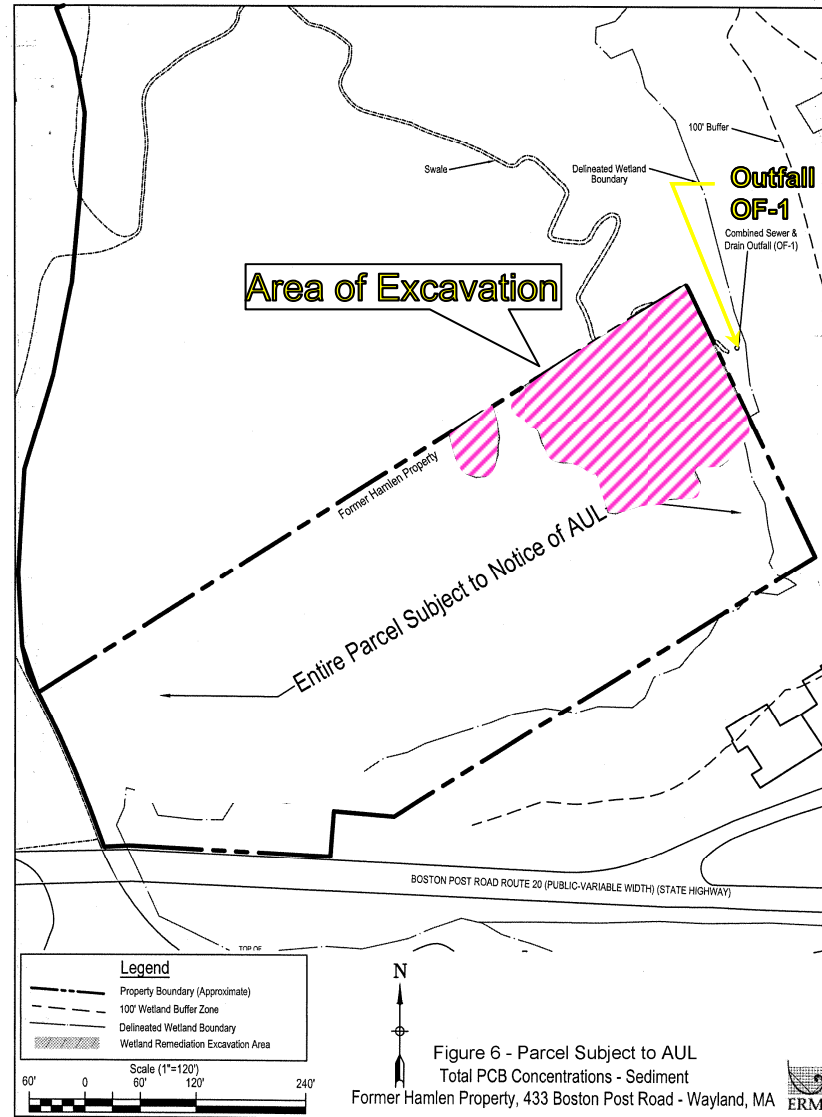 100' Buffer
Swale
Delineated Wetland
Boundary
Outfall
OF-1
Combined Sewer &
Drain Outfall (OF-1)
Area of Excavation
Former Hamlen Property
Entire Parcel Subject to Notice of AUL
BOSTON POST ROAD ROUTE 20 (PUBLIC-VARIABLE WIDTH) (STATE HIGHWAY)
TOP OF
Legend
Property Boundary (Approximate)
100' Wetland Buffer Zone
Delineated Wetland Boundary
Wetland Remediation Excavation Area
Scale (1"=120')
60' 0 60' 120' 240'
N
Figure 6 - Parcel Subject to AUL
Total PCB Concentrations - Sediment
Former Hamlen Property, 433 Boston Post Road - Wayland, MA
ERM